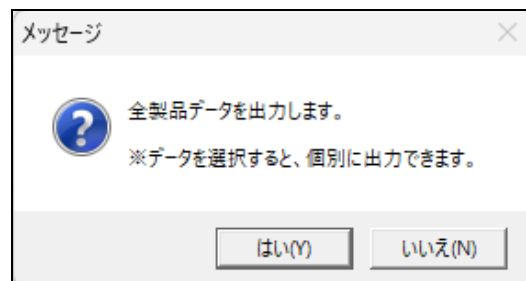 メッセージ
全製品データを出力します。
※データを選択すると、個別に出力できます。
はい(Y)
いいえ(N)